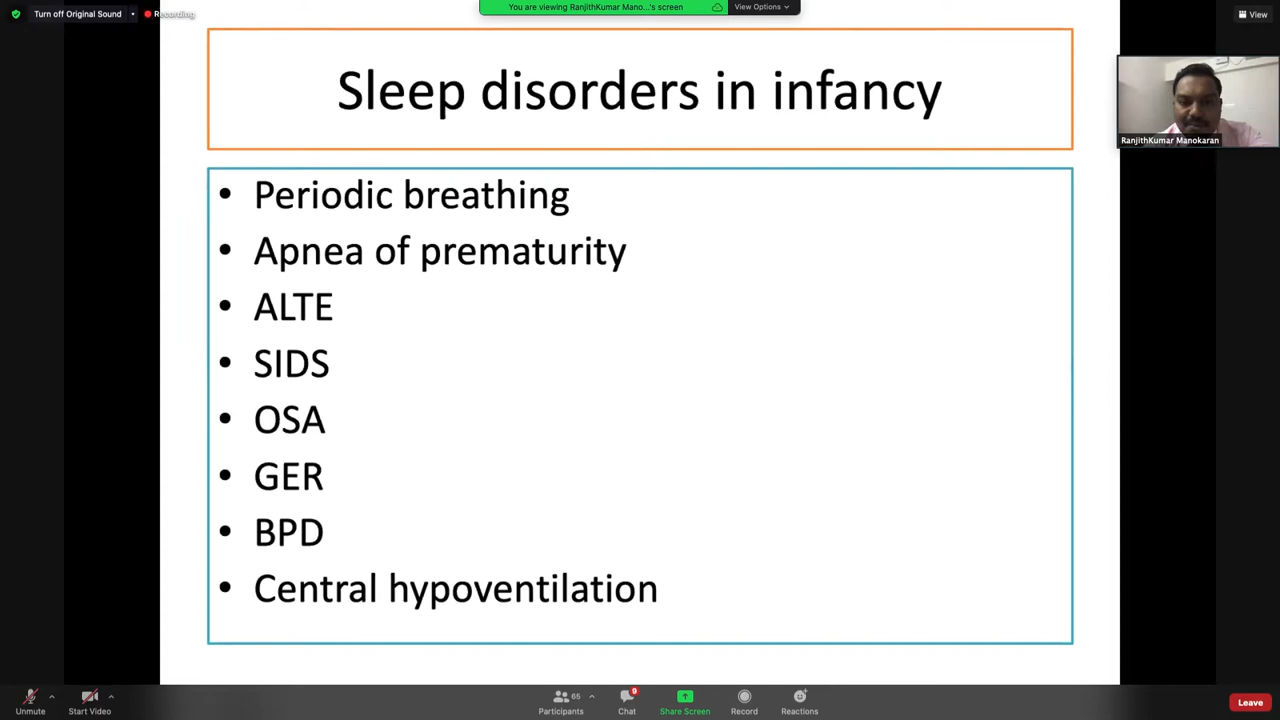 Turn off Original Sound
Recording
You are viewing RanjithKumar Mano...'s screen
View Options
View
Sleep disorders in infancy
RanjithKumar Manokaran
• Periodic breathing
• Apnea of prematurity
• ALTE
• SIDS
• OSA
• GER
• BPD
• Central hypoventilation
Unmute
Start Video
Participants
65
Chat
9
Share Screen
Record
Reactions
Leave